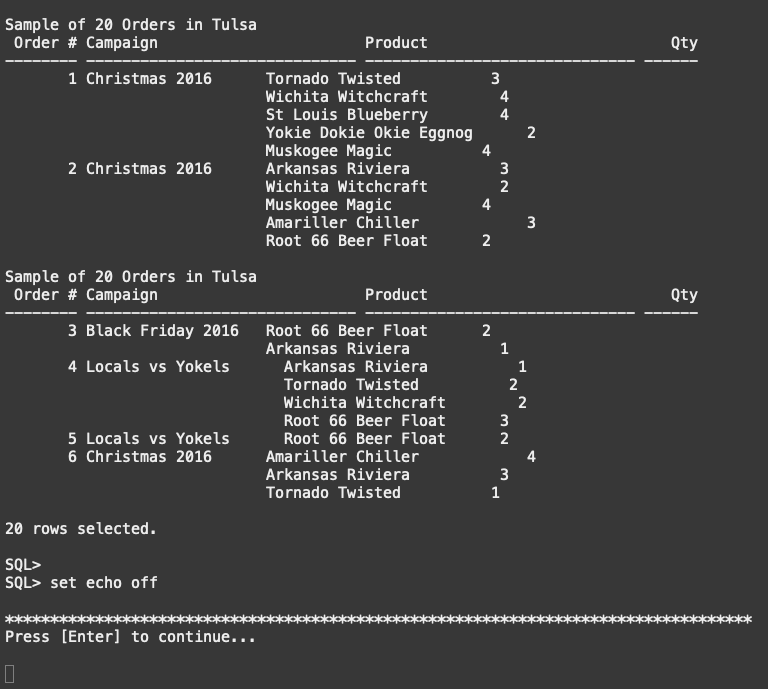 Sample of 20 Orders in Tulsa
 Order # Campaign                       Product                           Qty
-------- ------------------------------ ------------------------------ ------
       1 Christmas 2016      Tornado Twisted          3
                             Wichita Witchcraft        4
                             St Louis Blueberry        4
                             Yokie Dokie Okie Eggnog      2
                             Muskogee Magic          4
       2 Christmas 2016      Arkansas Riviera          3
                             Wichita Witchcraft        2
                             Muskogee Magic          4
                             Amariller Chiller            3
                             Root 66 Beer Float      2
Sample of 20 Orders in Tulsa
 Order # Campaign                       Product                           Qty
-------- ------------------------------ ------------------------------ ------
       3 Black Friday 2016   Root 66 Beer Float      2
                             Arkansas Riviera          1
       4 Locals vs Yokels      Arkansas Riviera          1
                               Tornado Twisted          2
                               Wichita Witchcraft        2
                               Root 66 Beer Float      3
       5 Locals vs Yokels      Root 66 Beer Float      2
       6 Christmas 2016      Amariller Chiller            4
                             Arkansas Riviera          3
                             Tornado Twisted          1
20 rows selected.
SQL>
SQL> set echo off
***********************************************************************************
Press [Enter] to continue...